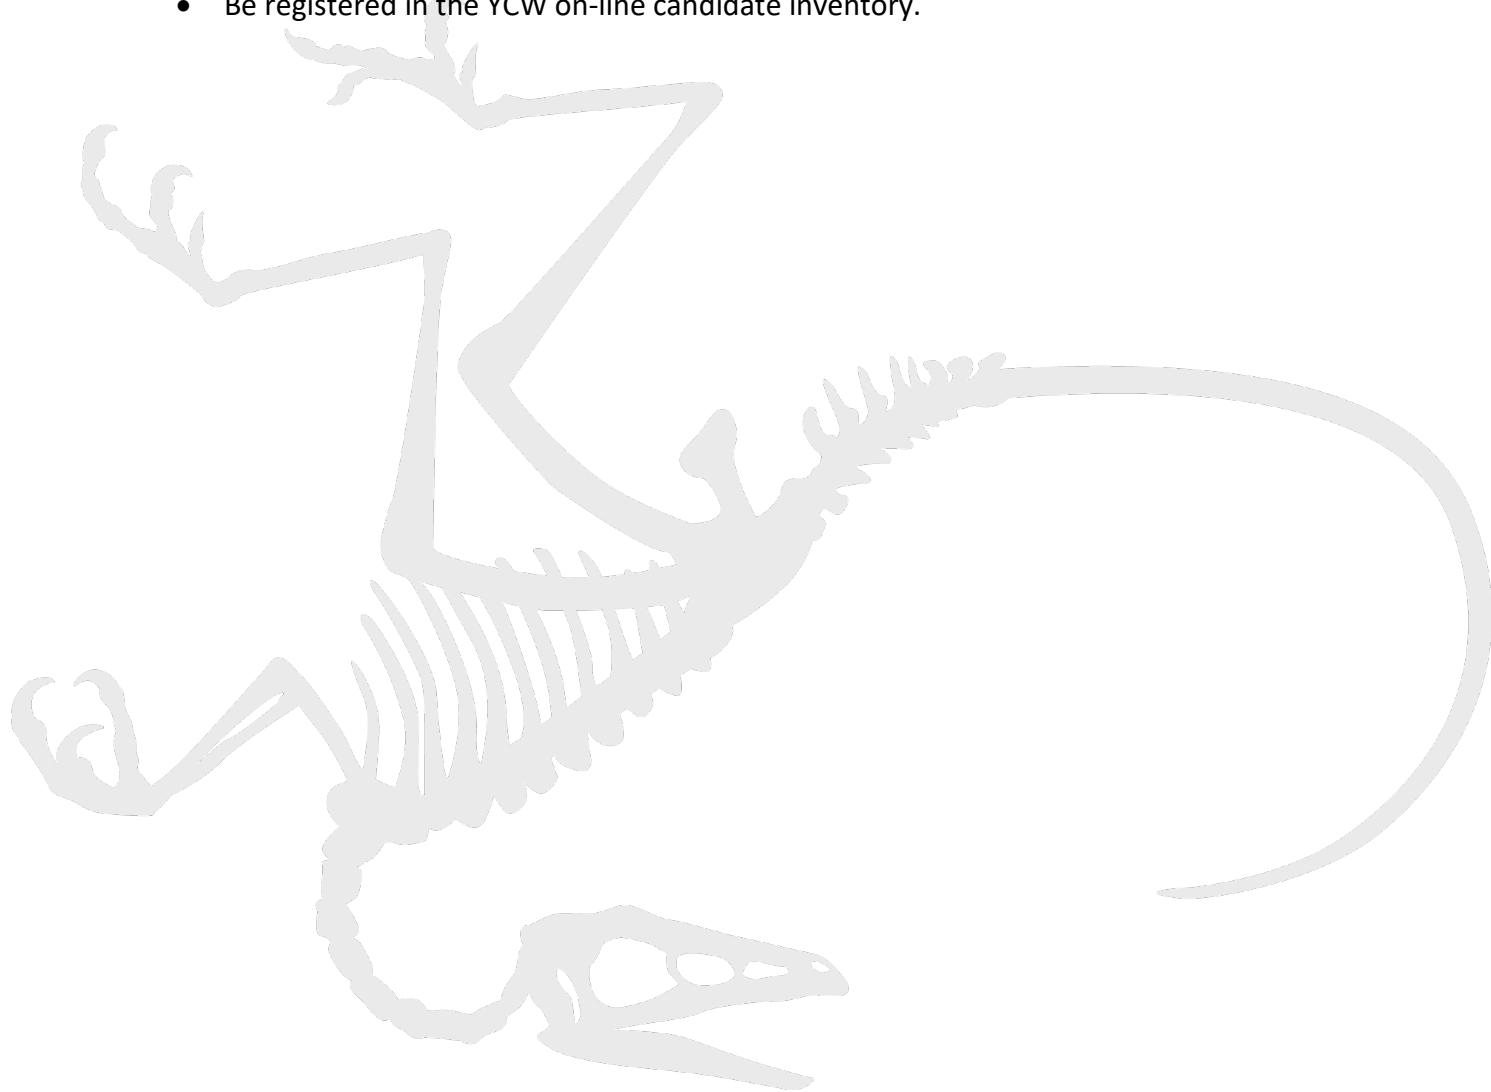 • Be registered in the YCW on-line candidate inventory.